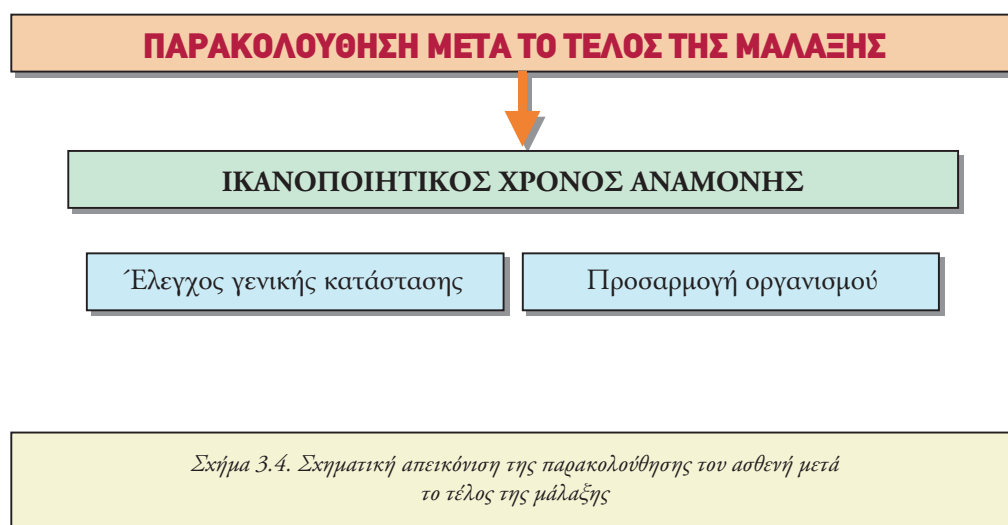 ΠΑΡΑΚΟΛΟΥΘΗΣΗ ΜΕΤΑ ΤΟ ΤΕΛΟΣ ΤΗΣ ΜΑΛΑΞΗΣ
ΙΚΑΝΟΠΟΙΗΤΙΚΟΣ ΧΡΟΝΟΣ ΑΝΑΜΟΝΗΣ
Έλεγχος γενικής κατάστασης
Προσαρμογή οργανισμού
Σχήμα 3.4. Σχηματική απεικόνιση της παρακολούθησης του ασθενή μετά
το τέλος της μάλαξης